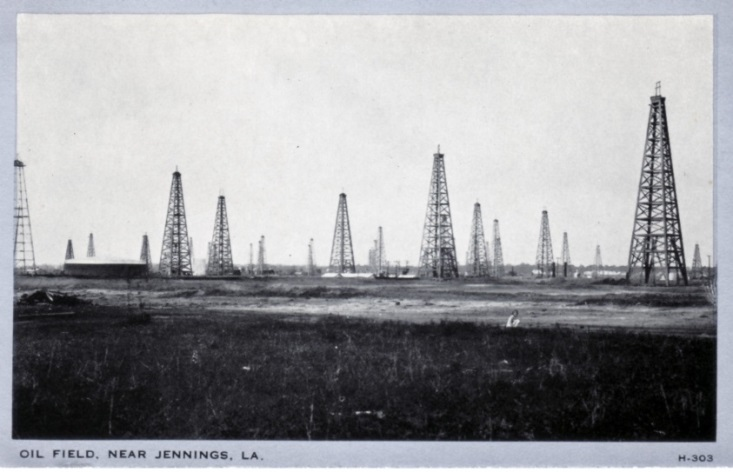 OIL FIELD, NEAR JENNINGS, LA.
H-303